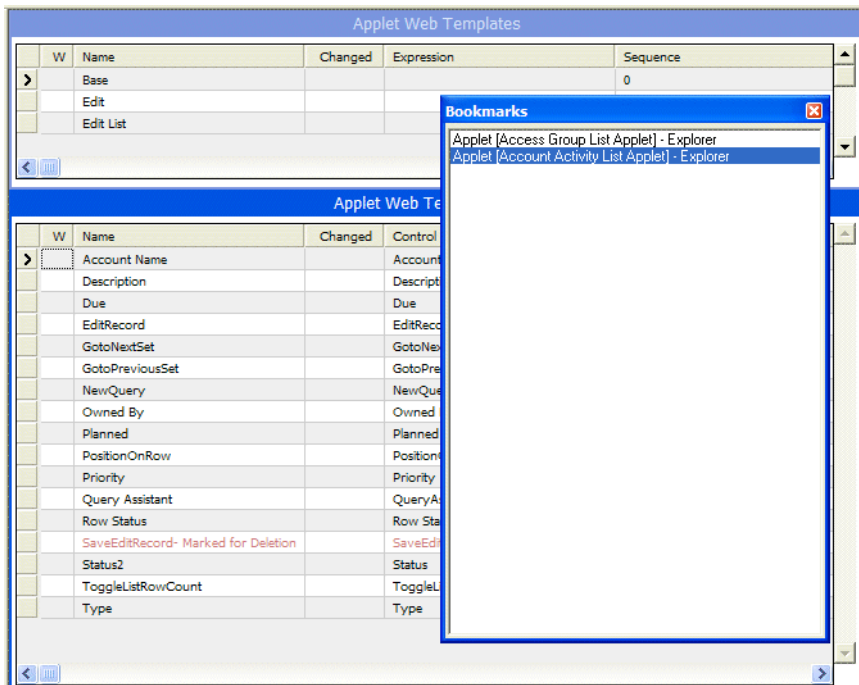 Applet Web Templates
W Name Changed Expression Sequence
Base 0
Edit
Edit List
Bookmarks
Applet [Access Group List Applet] - Explorer
Applet [Account Activity List Applet] - Explorer
Applet Web Te
W Name Changed Control
Account Name Account
Description Descript
Due Due
EditRecord EditReco
GotoNextSet GotoNex
GotoPreviousSet GotoPre
NewQuery NewQue
Owned By Owned
Planned Planned
PositionOnRow Position
Priority Priority
Query Assistant QueryA
Row Status Row Sta
SaveEditRecord- Marked for Deletion SaveEdi
Status2 Status
ToggleListRowCount ToggleL
Type Type